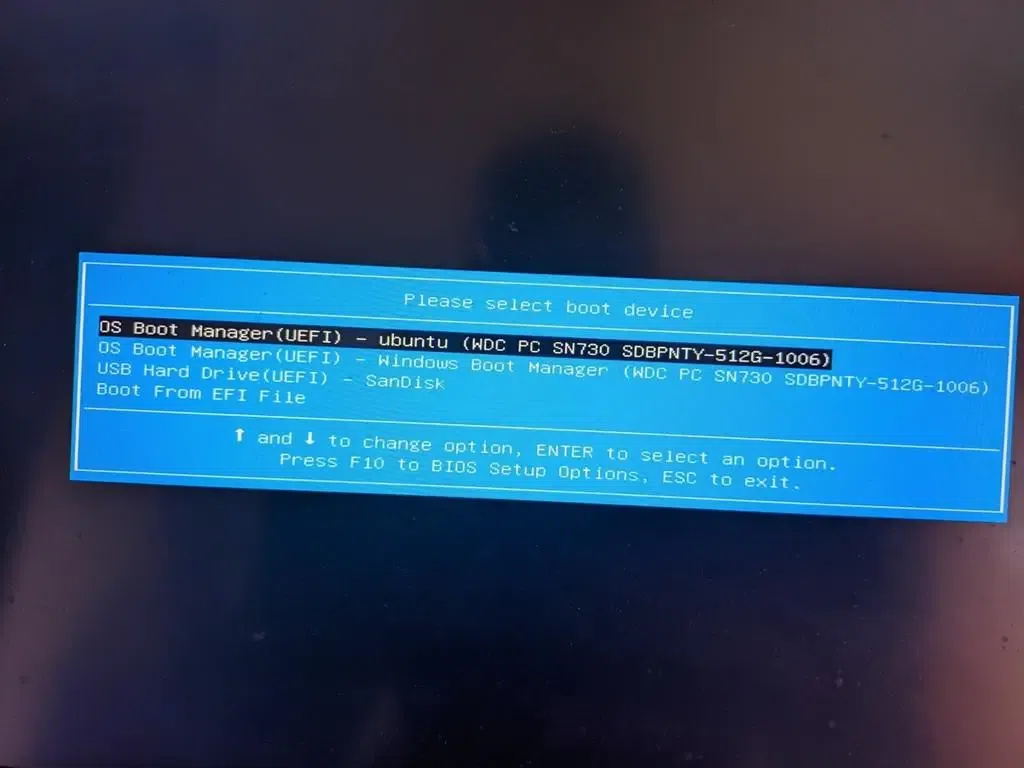 Please select boot device
OS Boot Manager(UEFI) - ubuntu (WDC PC SN730 SDBPNTY-512G-1006)
OS Boot Manager(UEFI) - Windows Boot Manager (WDC PC SN730 SDBPNTY-512G-1006)
USB Hard Drive(UEFI) - SanDisk
Boot From EFI File
↑ and ↓ to change option, ENTER to select an option.
Press F10 to BIOS Setup Options, ESC to exit.